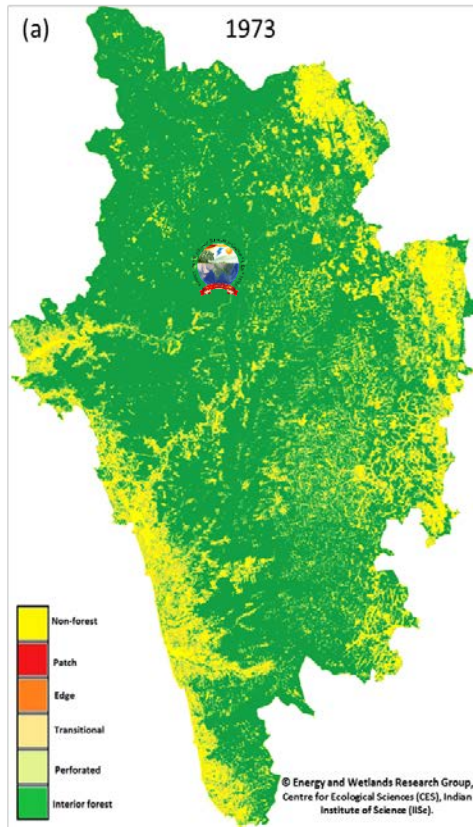 (a) 1973
Non-forest
Patch
Edge
Transitional
Perforated
Interior forest
© Energy and Wetlands Research Group,
Centre for Ecological Sciences (CES), Indian
Institute of Science (IISc).